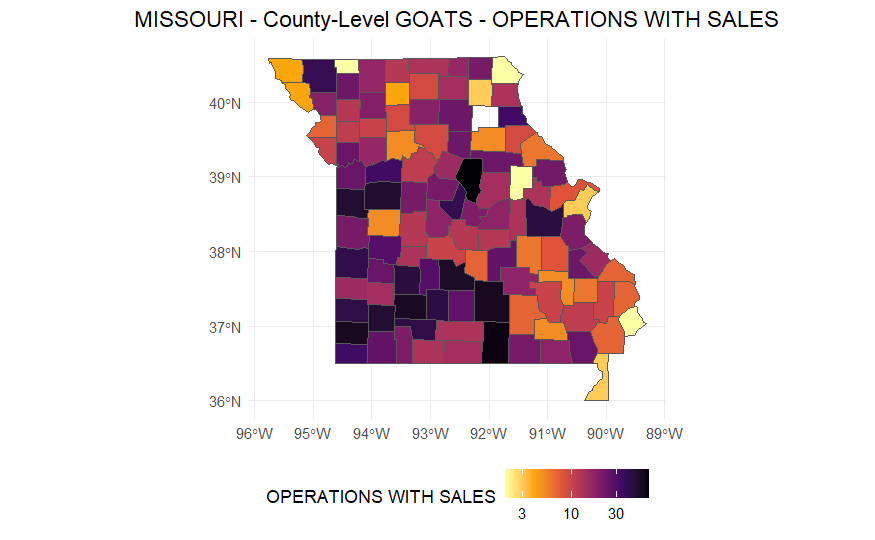 MISSOURI - County-Level GOATS - OPERATIONS WITH SALES
40°N
39°N
38°N
37°N
36°N
96°W 95°W 94°W 93°W 92°W 91°W 90°W 89°W
OPERATIONS WITH SALES
3 10 30